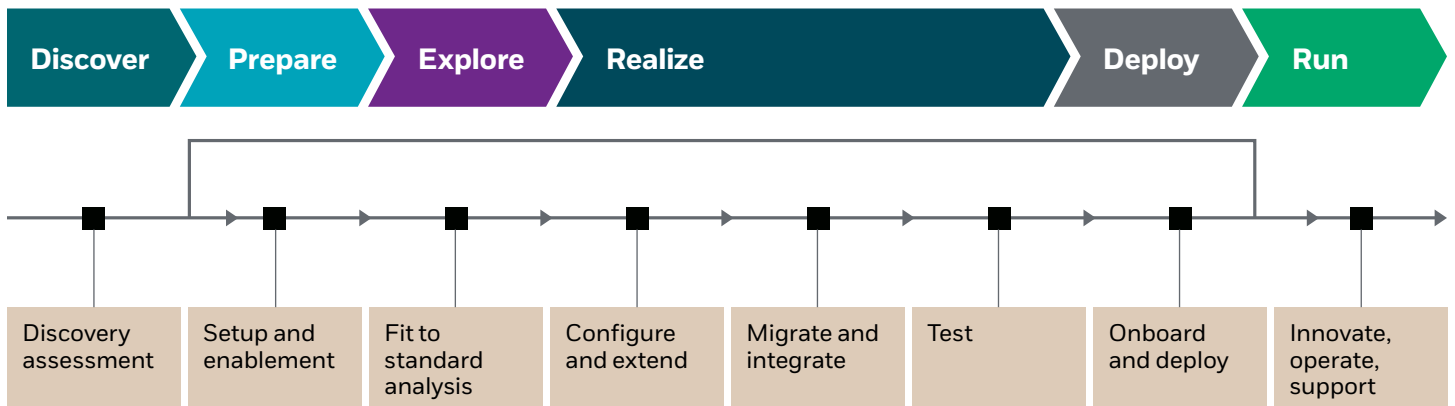 Discover Prepare Explore Realize Deploy Run
Discovery
assessment
Setup and
enablement
Fit to
standard
analysis
Configure
and extend
Migrate and
integrate
Test
Onboard
and deploy
Innovate,
operate,
support